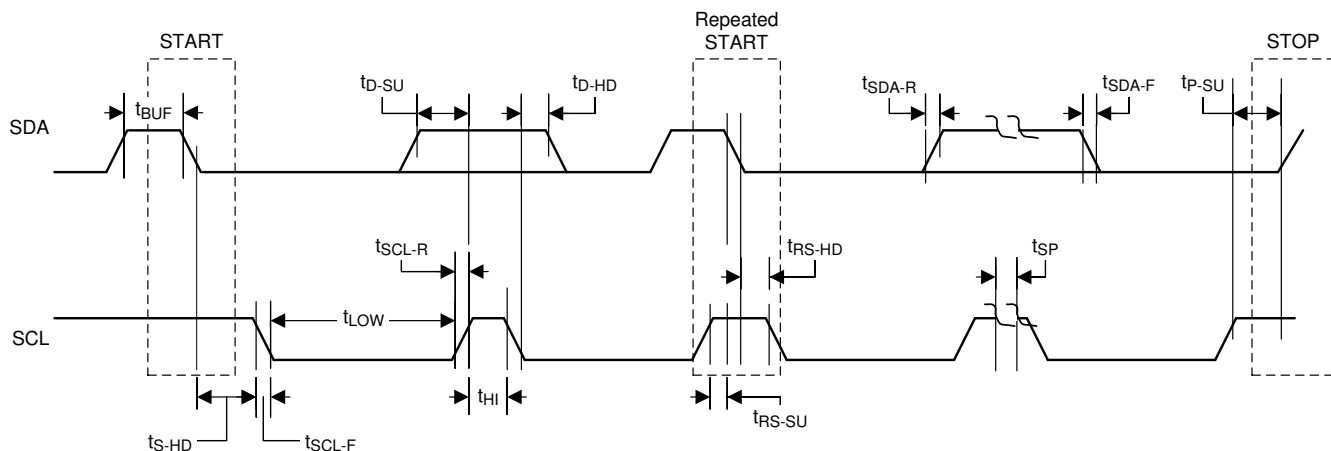 START
Repeated
START
STOP
tD-SU
tD-HD
tSDA-R
tSDA-F
tP-SU
tBUF
SDA
tSCL-R
tRS-HD
tSP
tLOW
SCL
tHI
tRS-SU
tS-HD
tSCL-F